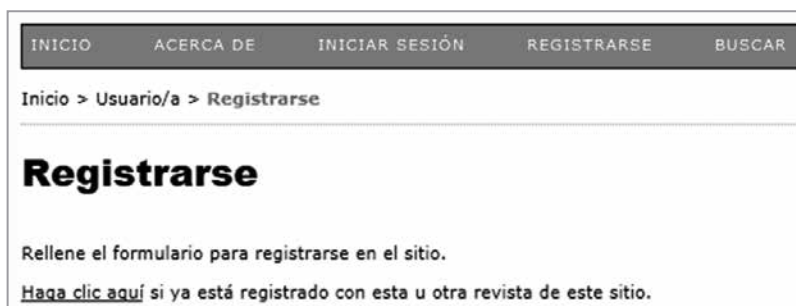 INICIO ACERCA DE INICIAR SESIÓN REGISTRARSE BUSCAR
Inicio > Usuario/a > Registrarse
Registrarse
Rellene el formulario para registrarse en el sitio.
Haga clic aquí si ya está registrado con esta u otra revista de este sitio.